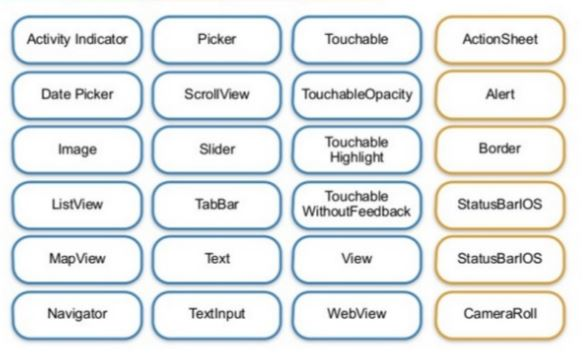 Activity Indicator
Picker
Touchable
ActionSheet
Date Picker
ScrollView
TouchableOpacity
Alert
Image
Slider
Touchable
Highlight
Border
ListView
TabBar
Touchable
WithoutFeedback
StatusBarIOS
MapView
Text
View
StatusBarIOS
Navigator
TextInput
WebView
CameraRoll